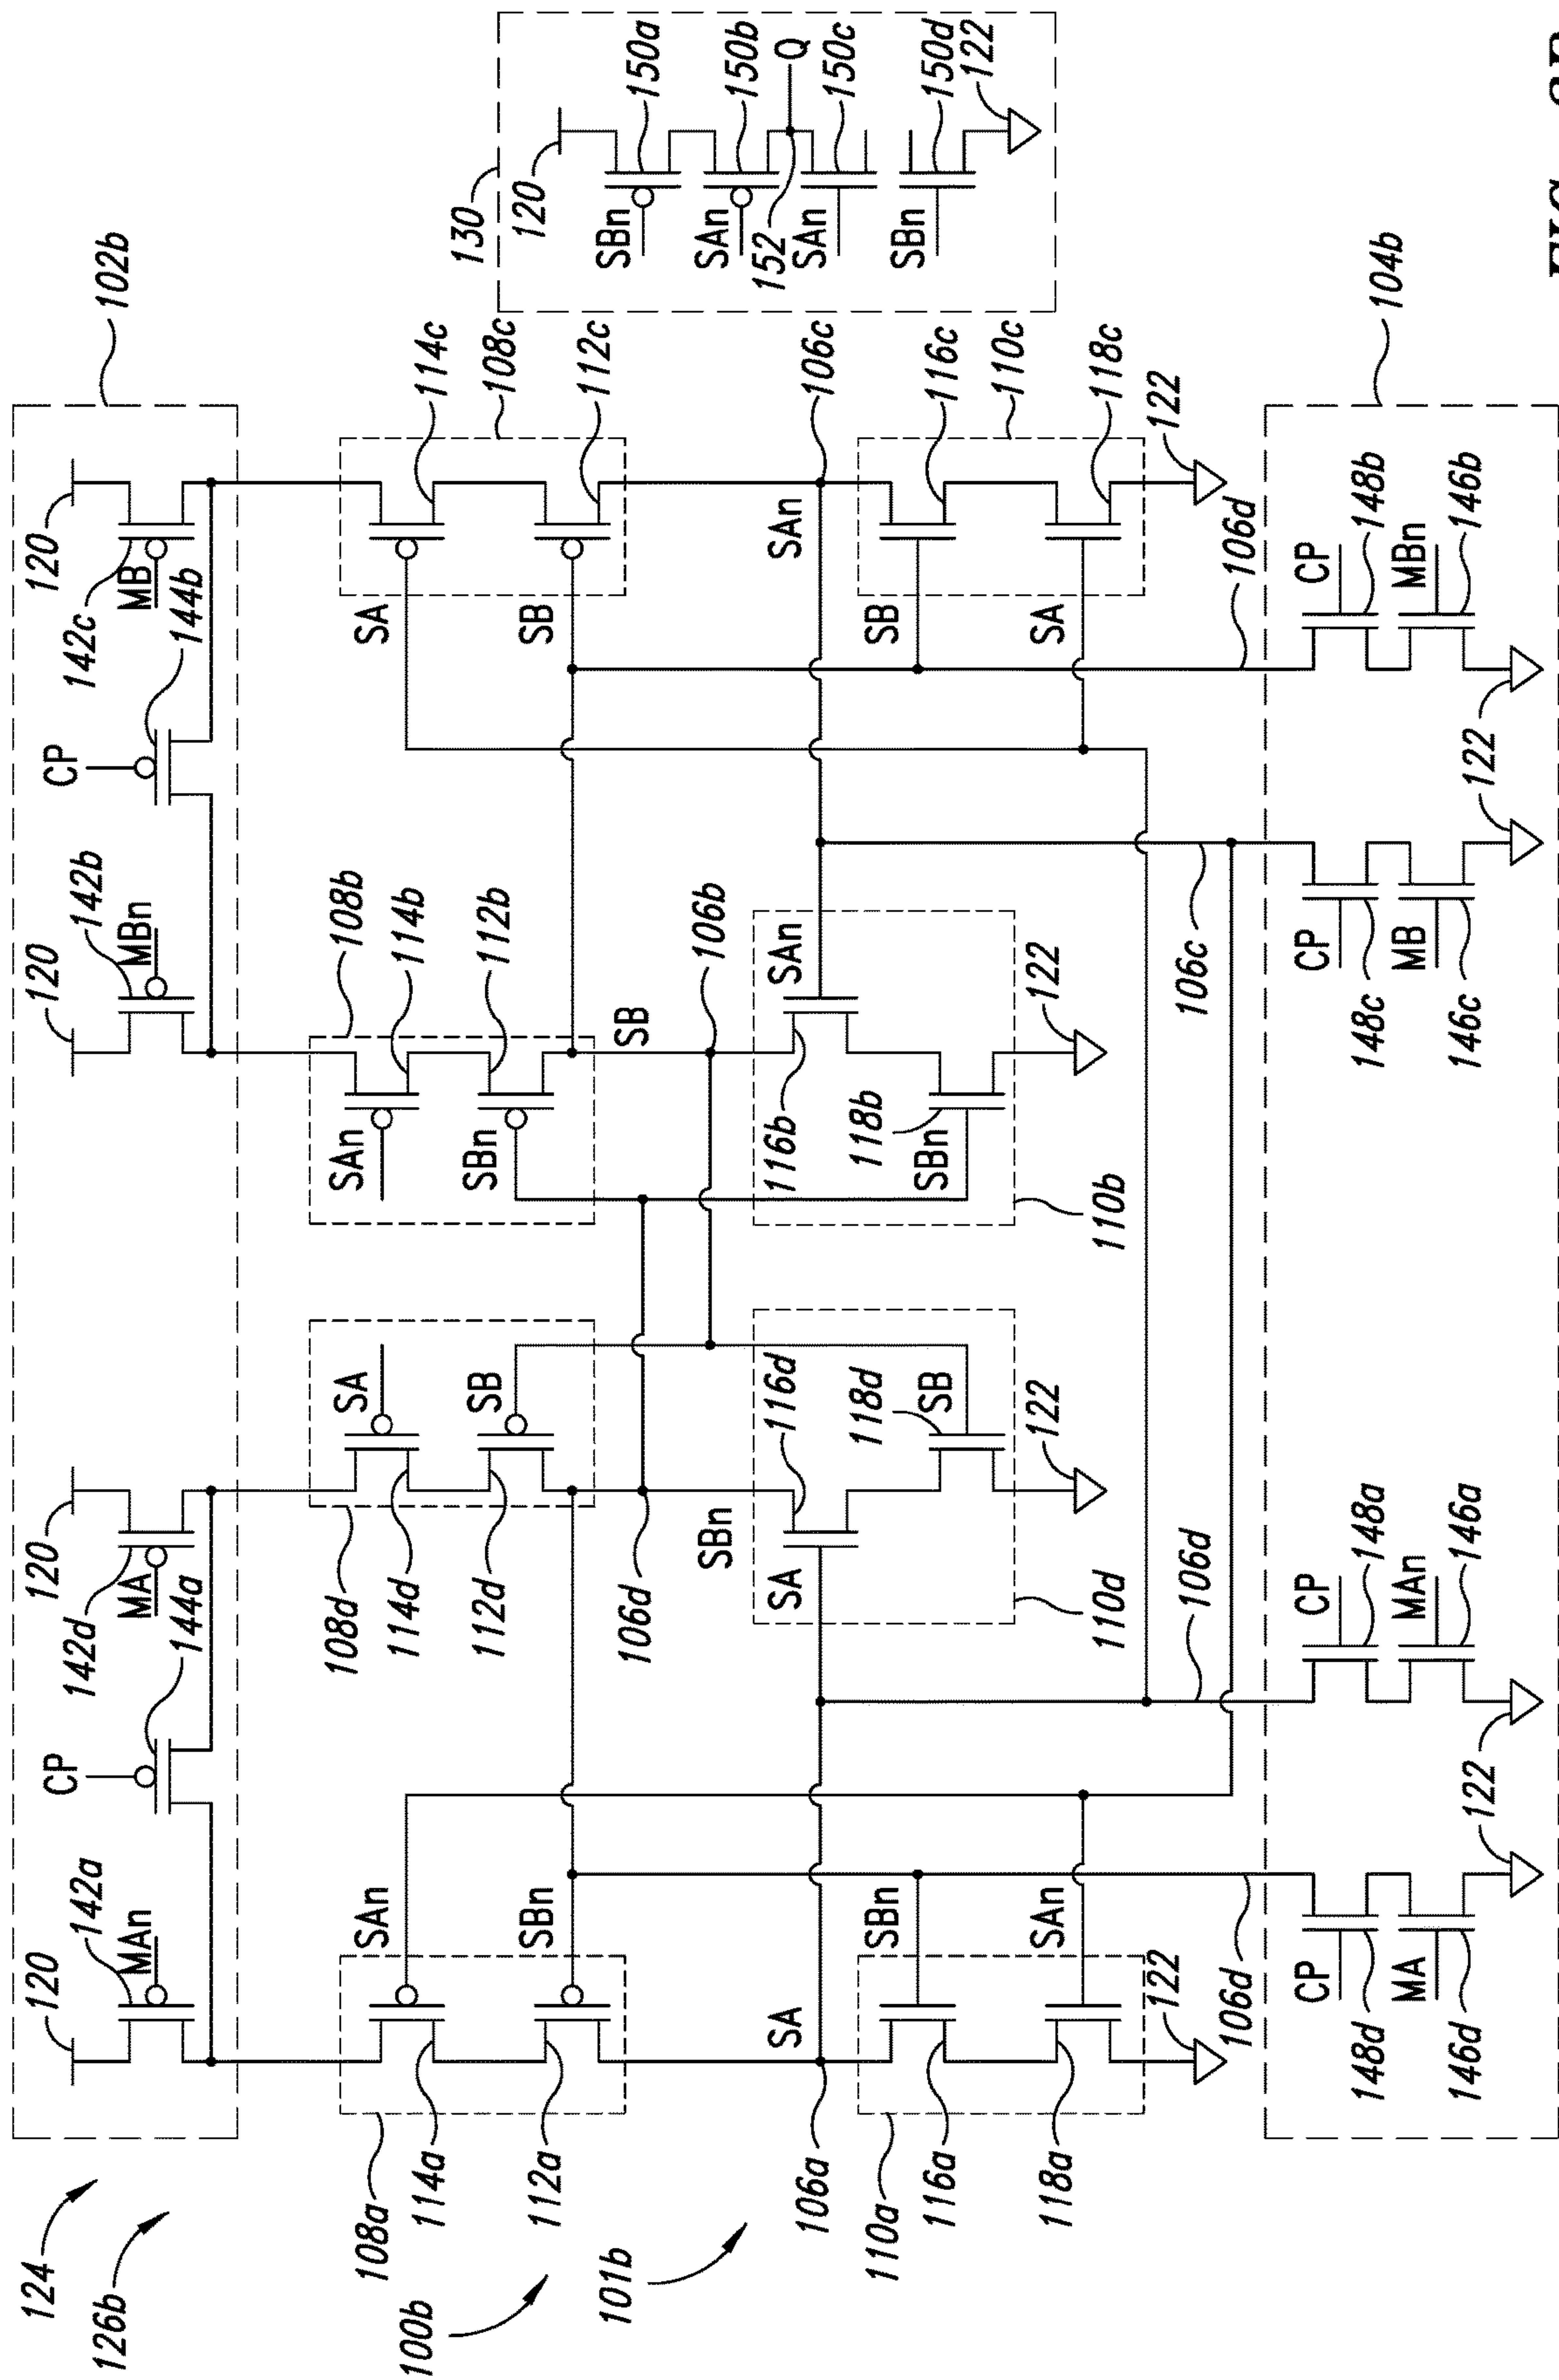 124
120
120
120
120
CP
CP
142a
142d
142b
142c
126b
102b
MAn
MA
MBn
MB
144a
144b
108d
108b
108a
SAn
SA
SAn
SA
100b
114d
114b
114a
114c
130
112d
SB
SBn
112b
108c
120
112a
SBn
SB
112c
101b
106d
SB
SBn
150a
SBn
106b
SBn
SAn
150b
152
SA
116d
116b
SAn
Q
106a
SA
SAn
106c
SAn
150c
110a
118d
118b
SBn
SB
116c
SBn
SB
SBn
150d
116a
122
110c
122
122
SAn
SA
118a
118c
110d
110b
122
122
106d
106d
106c
106d
CP
CP
CP
CP
148d
148a
148c
148b
104b
MA
MAn
MB
MBn
146d
146a
146c
146b
122
122